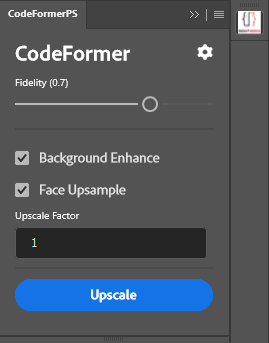 CodeFormerPS
CodeFormer
Fidelity (0.7)
Background Enhance
Face Upsample
Upscale Factor
1
Upscale